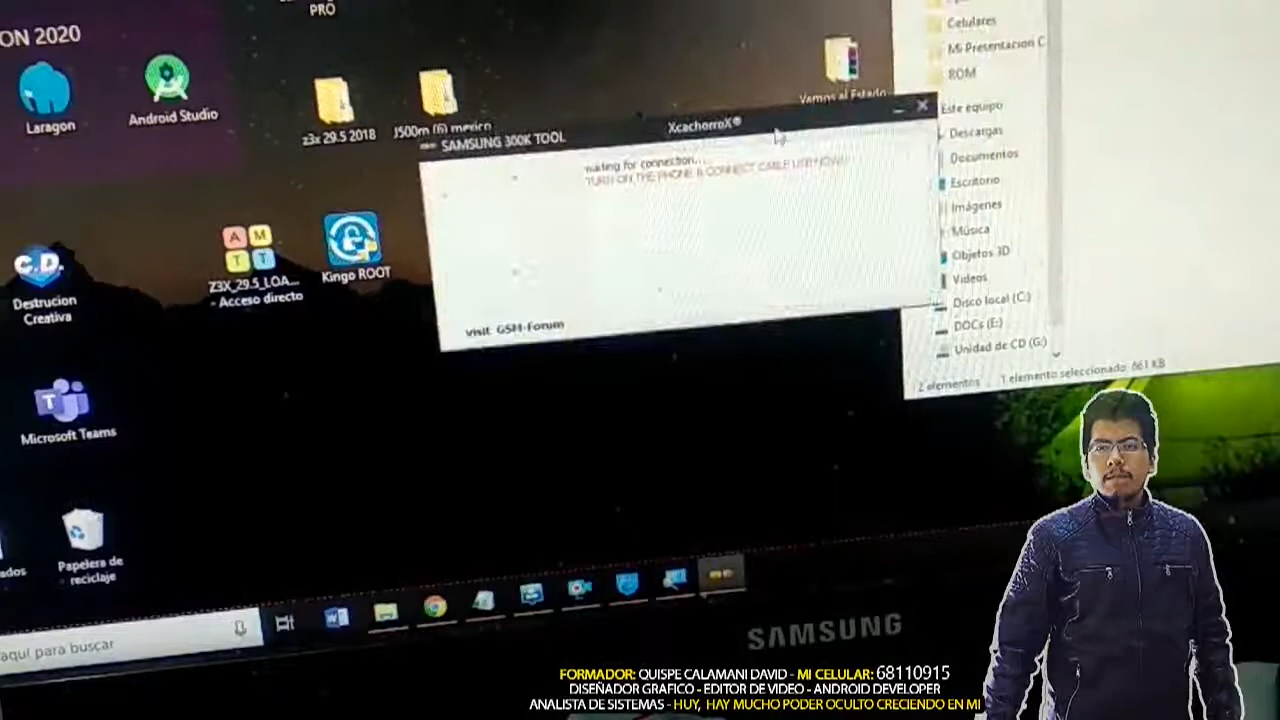 PRO
ON 2020
Laragon
Android Studio
z3x 29.5 2018
J500m (6) mexico
Vamos al Estado
SAMSUNG 300K TOOL
XcachorroX®
waiting for connection...
TURN ON THE PHONE & CONNECT CABLE USB NOW!
visit: GSM-Forum
C.D.
Destrucion
Creativa
A M
T T
Z3X_29.5_LOA...
- Acceso directo
Kingo ROOT
Microsoft Teams
Papelera de
reciclaje
ados
Celulares
Mi Presentacion C
ROM
Este equipo
Descargas
Documentos
Escritorio
Imágenes
Música
Objetos 3D
Videos
Disco local (C:)
DOCs (E:)
Unidad de CD (G:)
2 elementos 1 elemento seleccionado 661 KB
aquí para buscar
SAMSUNG
FORMADOR: QUISPE CALAMANI DAVID - MI CELULAR: 68110915
DISEÑADOR GRAFICO - EDITOR DE VIDEO - ANDROID DEVELOPER
ANALISTA DE SISTEMAS - HUY, HAY MUCHO PODER OCULTO CRECIENDO EN MI